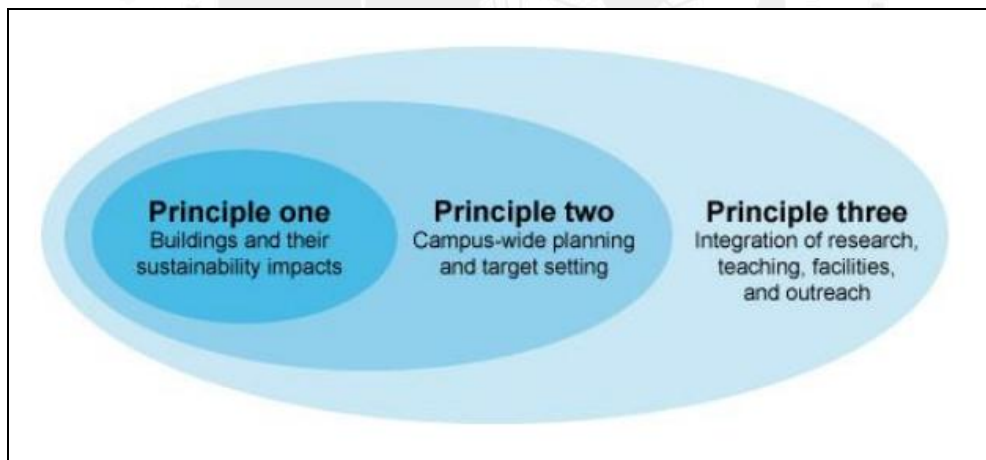 Principle one
Buildings and their
sustainability impacts
Principle two
Campus-wide planning
and target setting
Principle three
Integration of research,
teaching, facilities,
and outreach